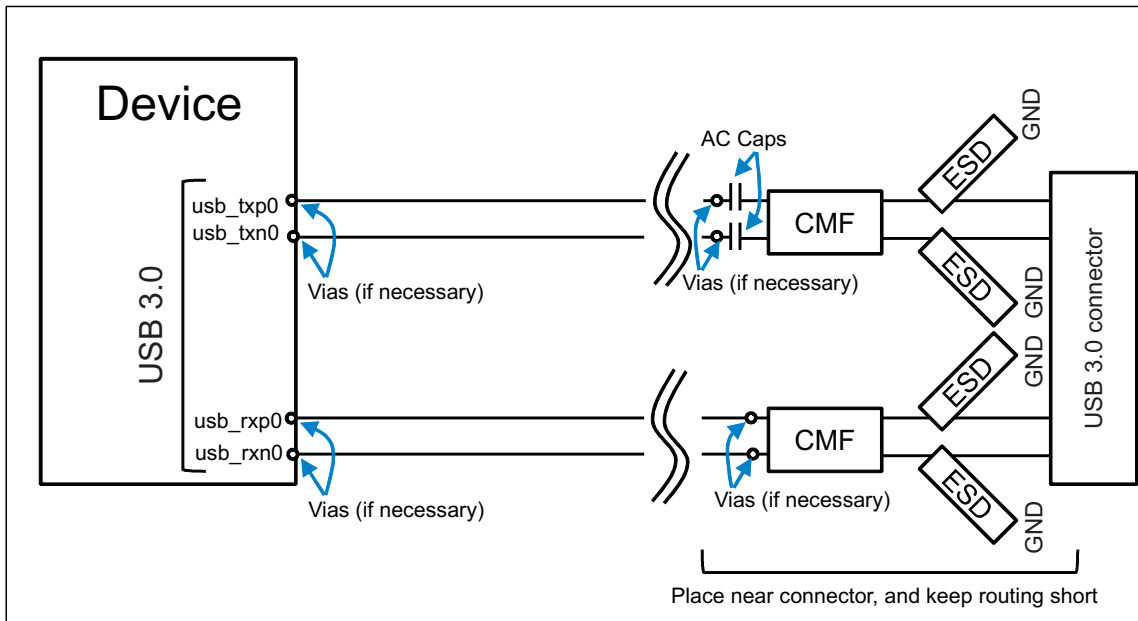 Device
USB 3.0
usb_txp0
usb_txn0
Vias (if necessary)
usb_rxp0
usb_rxn0
Vias (if necessary)
AC Caps
Vias (if necessary)
CMF
ESD
GND
ESD
GND
Vias (if necessary)
CMF
ESD
GND
ESD
GND
USB 3.0 connector
Place near connector, and keep routing short